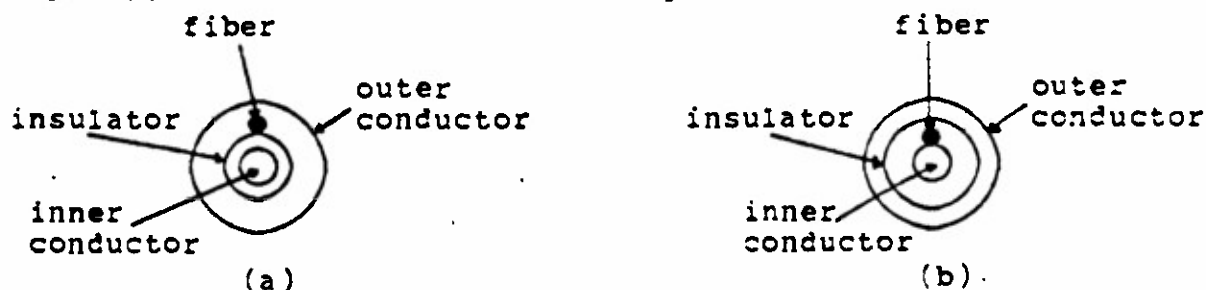 fiber
outer
conductor
insulator
inner
conductor
(a)
fiber
outer
conductor
insulator
inner
conductor
(b)